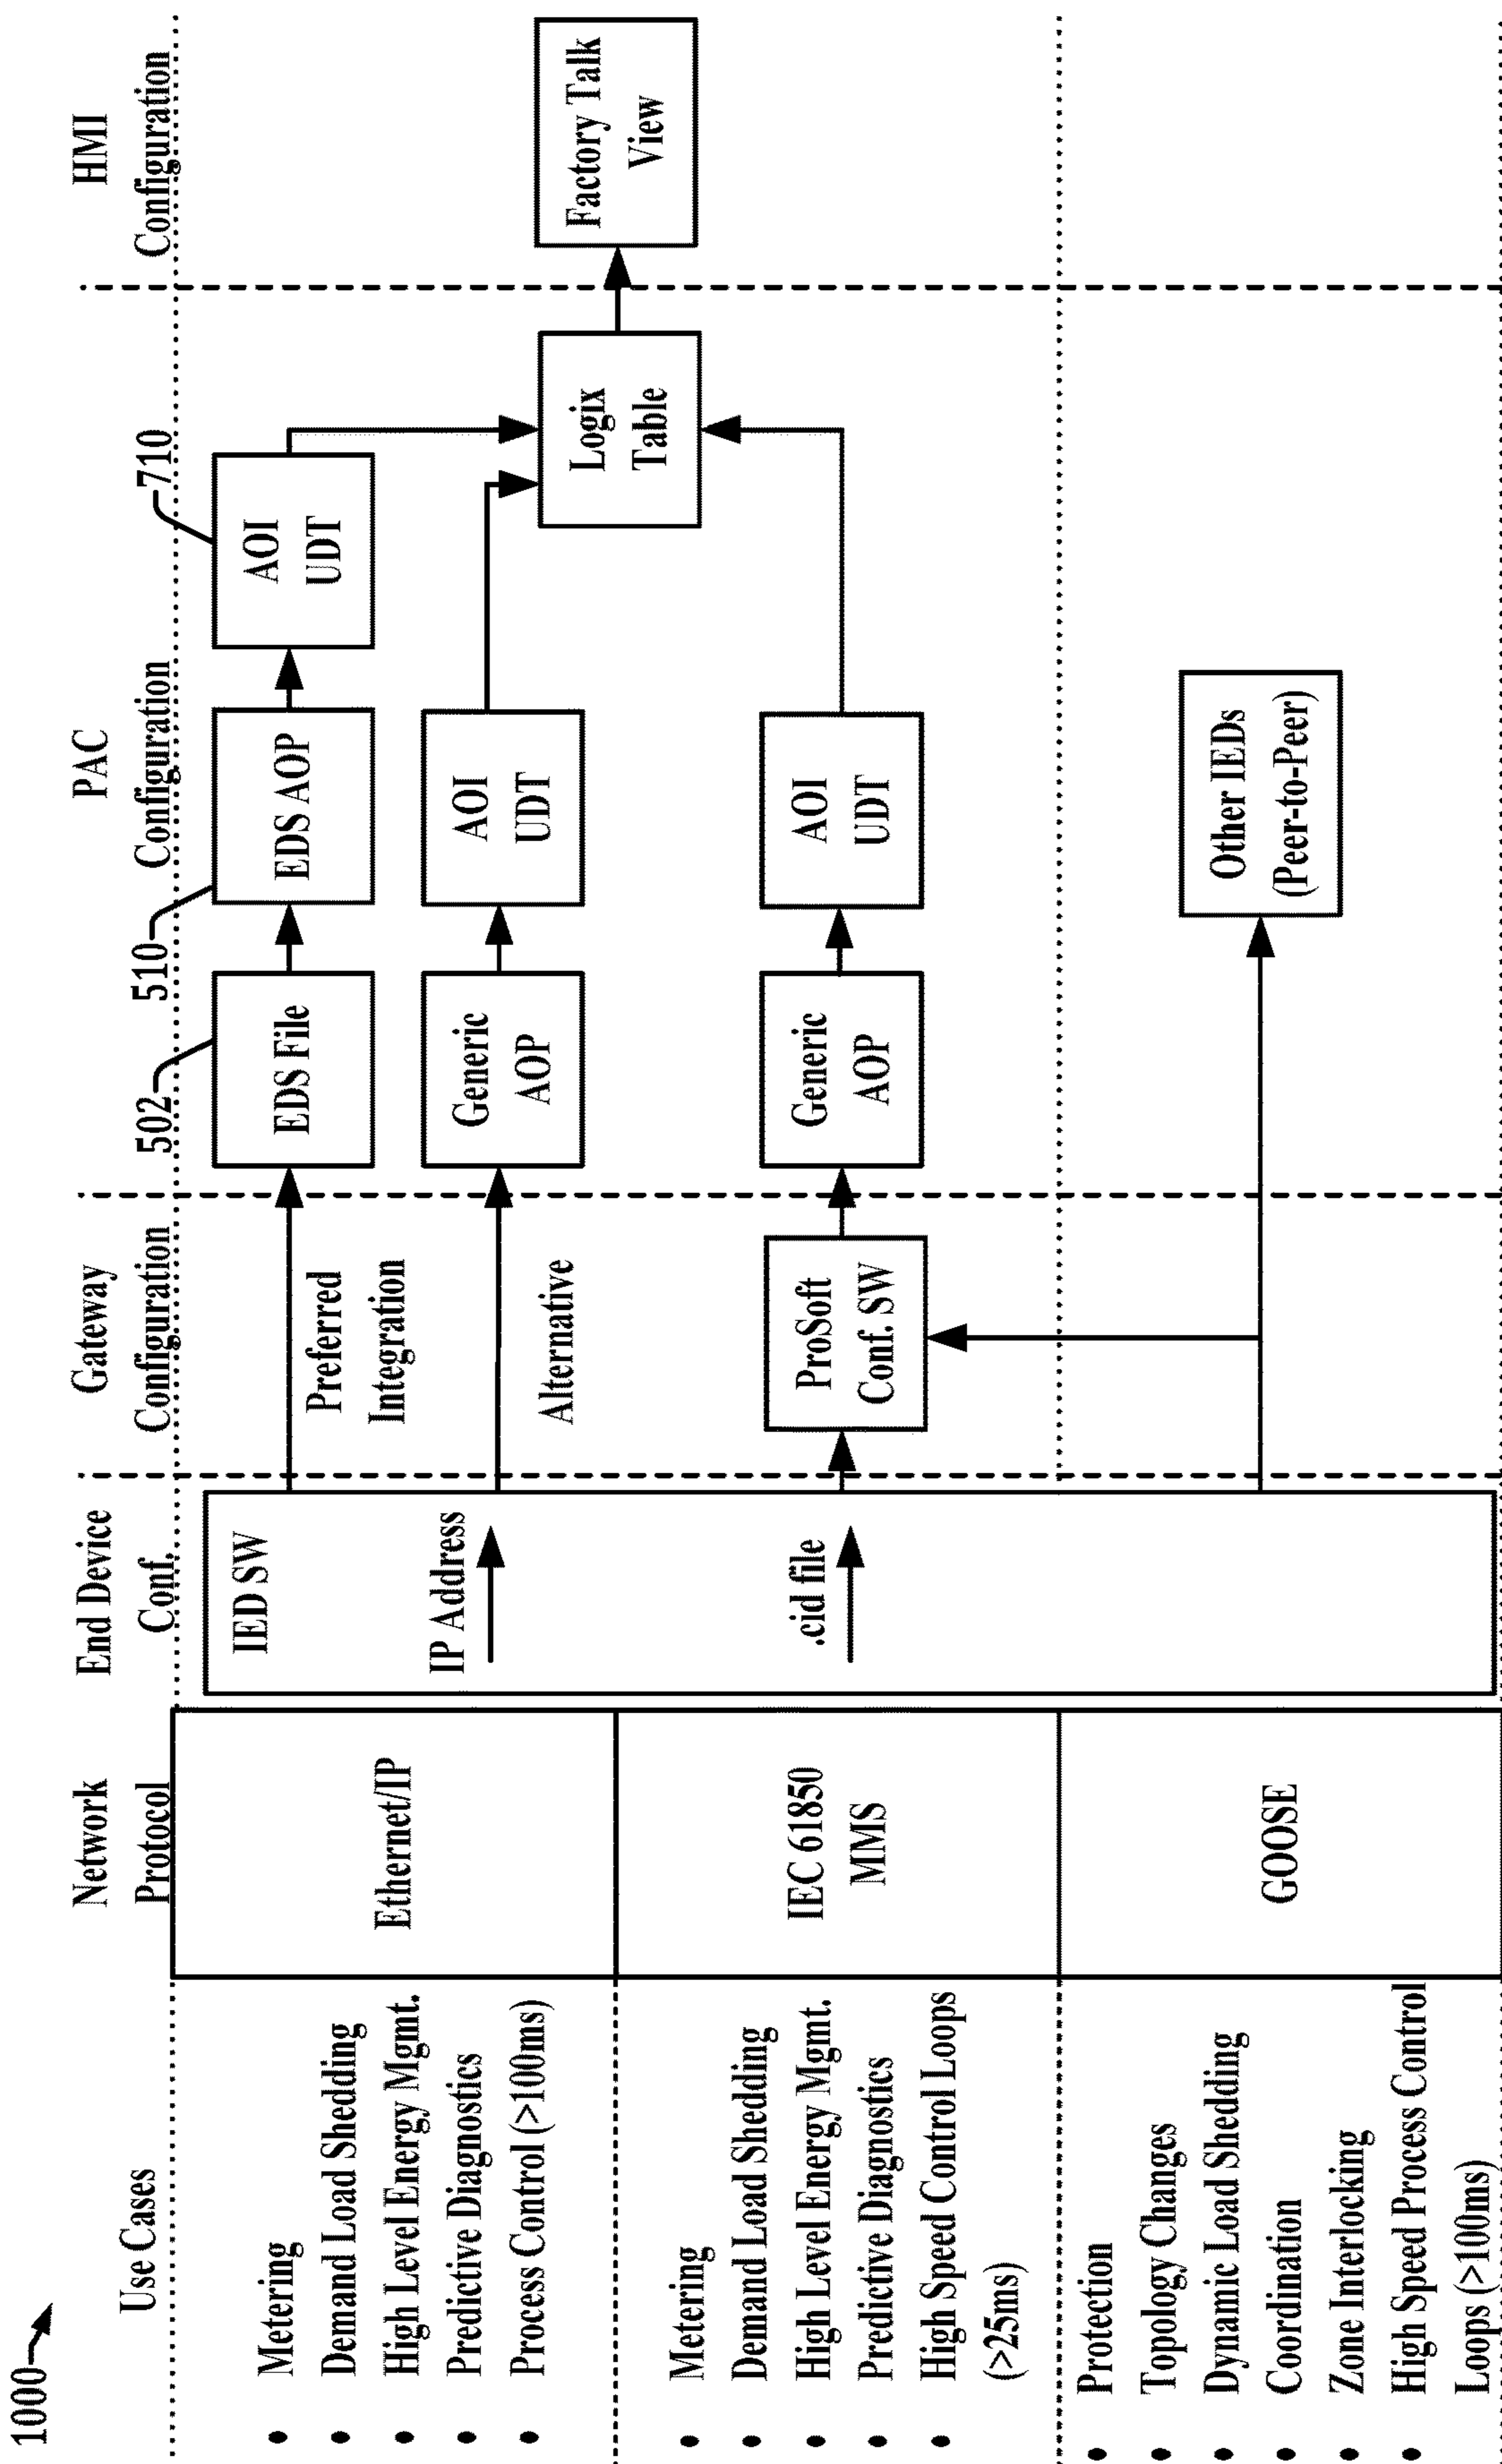 1000
Use Cases
Network
Protocol
End Device
Conf.
Gateway
Configuration
PAC
Configuration
HMI
Configuration
• Metering
• Demand Load Shedding
• High Level Energy Mgmt.
• Predictive Diagnostics
• Process Control (>100ms)
Ethernet/IP
IED SW
IP Address
Preferred
Integration
Alternative
502
EDS File
510
EDS AOP
710
AOI
UDT
Generic
AOP
AOI
UDT
Logix
Table
Factory Talk
View
• Metering
• Demand Load Shedding
• High Level Energy Mgmt.
• Predictive Diagnostics
• High Speed Control Loops
(>25ms)
IEC 61850
MMS
.cid file
ProSoft
Conf. SW
Generic
AOP
AOI
UDT
• Protection
• Topology Changes
• Dynamic Load Shedding
• Coordination
• Zone Interlocking
• High Speed Process Control
Loops (>100ms)
GOOSE
Other IEDs
(Peer-to-Peer)